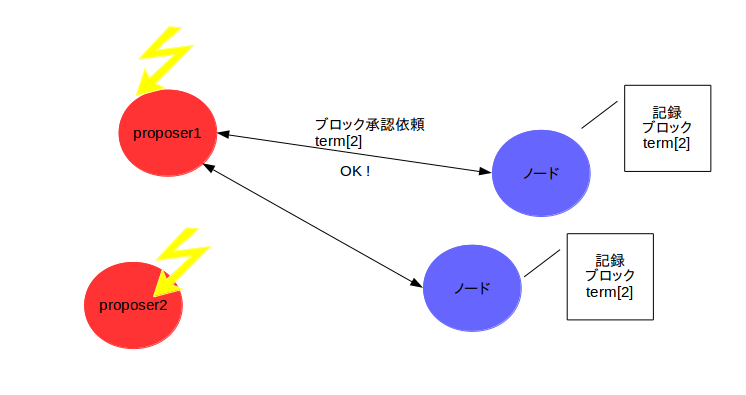 proposer1
ブロック承認依頼
term[2]
OK !
ノード
記録
ブロック
term[2]
proposer2
ノード
記録
ブロック
term[2]